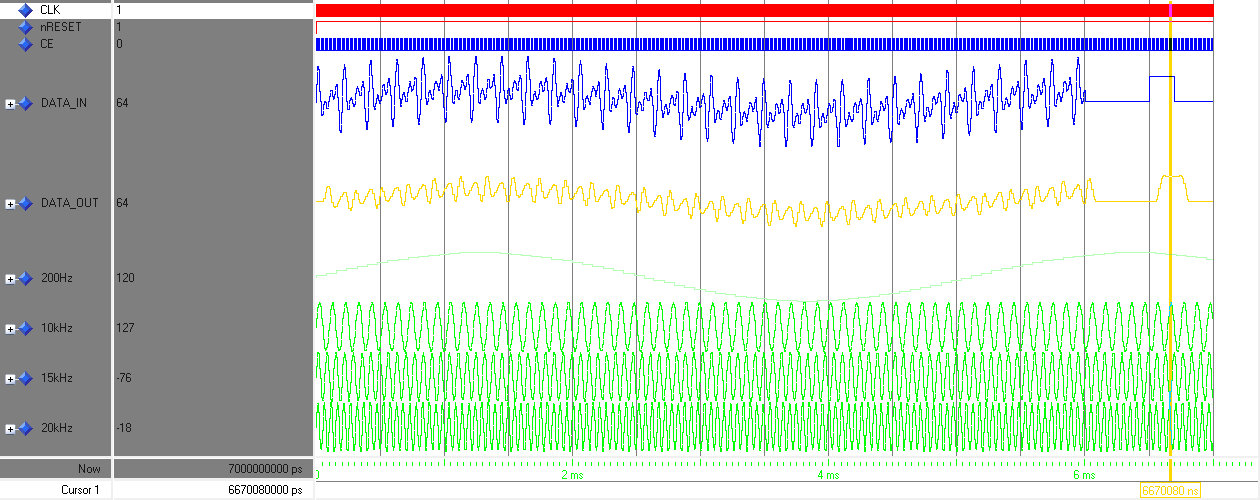 CLK 1
nRESET 1
CE 0
DATA_IN 64
DATA_OUT 64
200Hz 120
10kHz 127
15kHz -76
20kHz -18
Now 7000000000 ps 0 2 ms 4 ms 6 ms
Cursor 1 6670080000 ps 6670080 ns